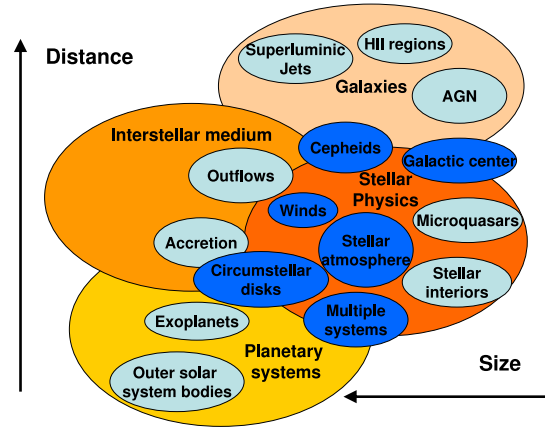 Distance
Superluminic
Jets
HII regions
Galaxies
AGN
Interstellar medium
Cepheids
Galactic center
Outflows
Stellar
Physics
Winds
Microquasars
Accretion
Stellar
atmosphere
Circumstellar
disks
Stellar
interiors
Multiple
systems
Exoplanets
Planetary
systems
Outer solar
system bodies
Size